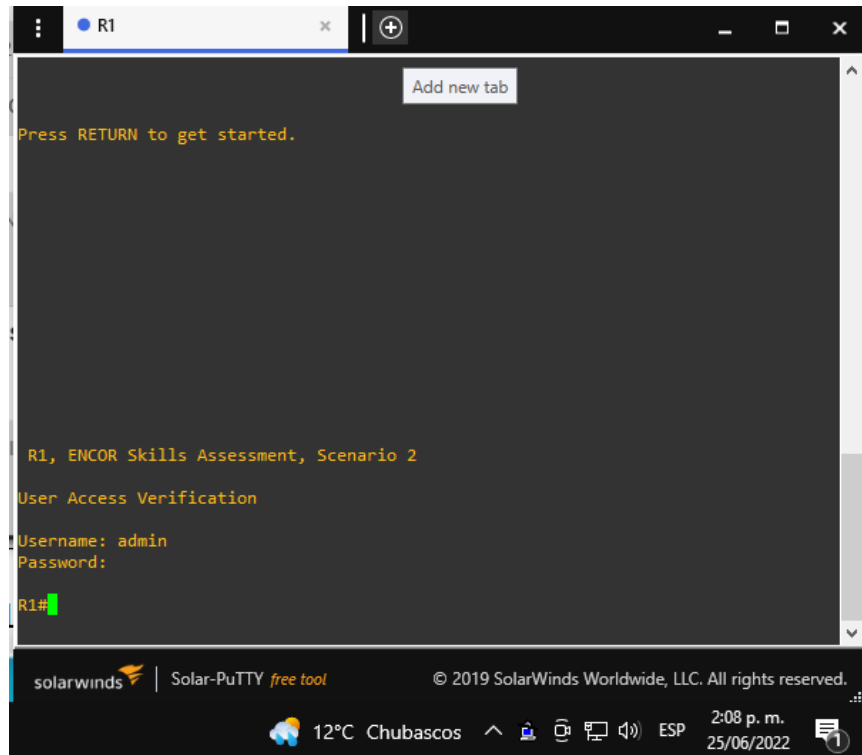 R1
Add new tab
Press RETURN to get started.
R1, ENCOR Skills Assessment, Scenario 2
User Access Verification
Username: admin
Password:
R1#
solarwinds | Solar-PuTTY free tool © 2019 SolarWinds Worldwide, LLC. All rights reserved.
12°C Chubascos ESP 2:08 p. m.
25/06/2022
1